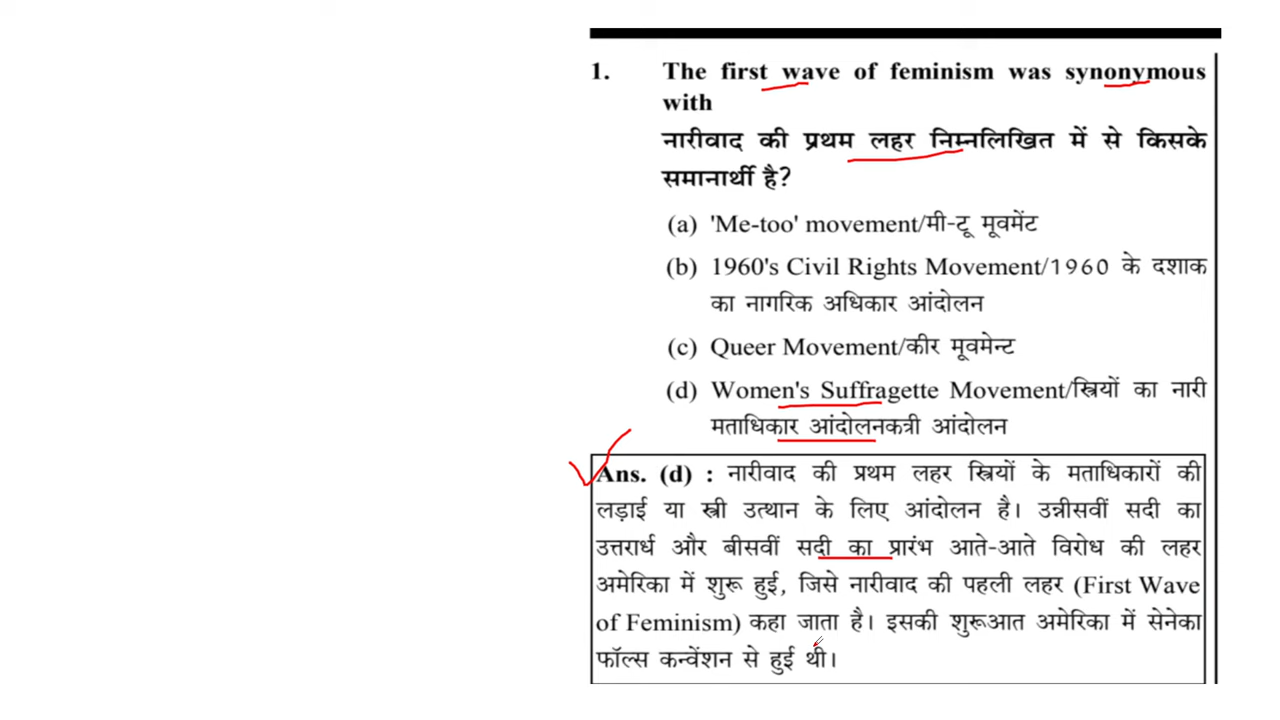 1. The first wave of feminism was synonymous
with
नारीवाद की प्रथम लहर निम्नलिखित में से किसके
समानार्थी है?
(a) 'Me-too' movement/मी-टू मूवमेंट
(b) 1960's Civil Rights Movement/1960 के दशाक
का नागरिक अधिकार आंदोलन
(c) Queer Movement/कीर मूवमेन्ट
(d) Women's Suffragette Movement/स्त्रियों का नारी
मताधिकार आंदोलनकत्री आंदोलन
Ans. (d) : नारीवाद की प्रथम लहर स्त्रियों के मताधिकारों की
लड़ाई या स्त्री उत्थान के लिए आंदोलन है। उन्नीसवीं सदी का
उत्तरार्ध और बीसवीं सदी का प्रारंभ आते-आते विरोध की लहर
अमेरिका में शुरू हुई, जिसे नारीवाद की पहली लहर (First Wave
of Feminism) कहा जाता है। इसकी शुरूआत अमेरिका में सेनेका
फॉल्स कन्वेंशन से हुई थी।